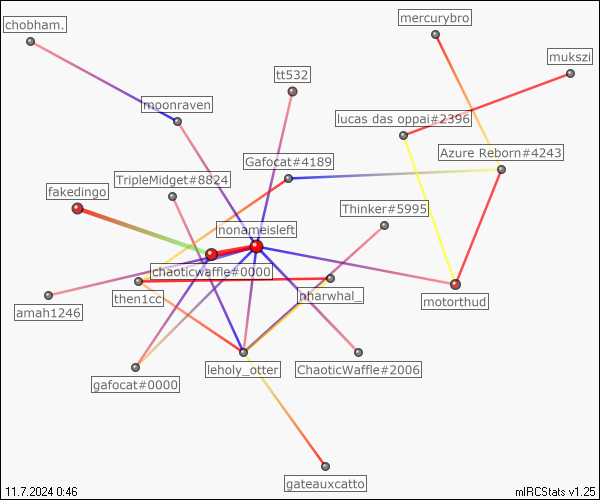 chobham.
mercurybro
mukszi
tt532
moonraven
lucas das oppai#2396
Azure Reborn#4243
Gafocat#4189
TripleMidget#8824
fakedingo
Thinker#5995
nonameisleft
chaoticwaffle#0000
then1cc
nharwhal_
motorthud
amah1246
leholy_otter
ChaoticWaffle#2006
gafocat#0000
gateauxcatto
11.7.2024 0:46
mIRCStats v1.25